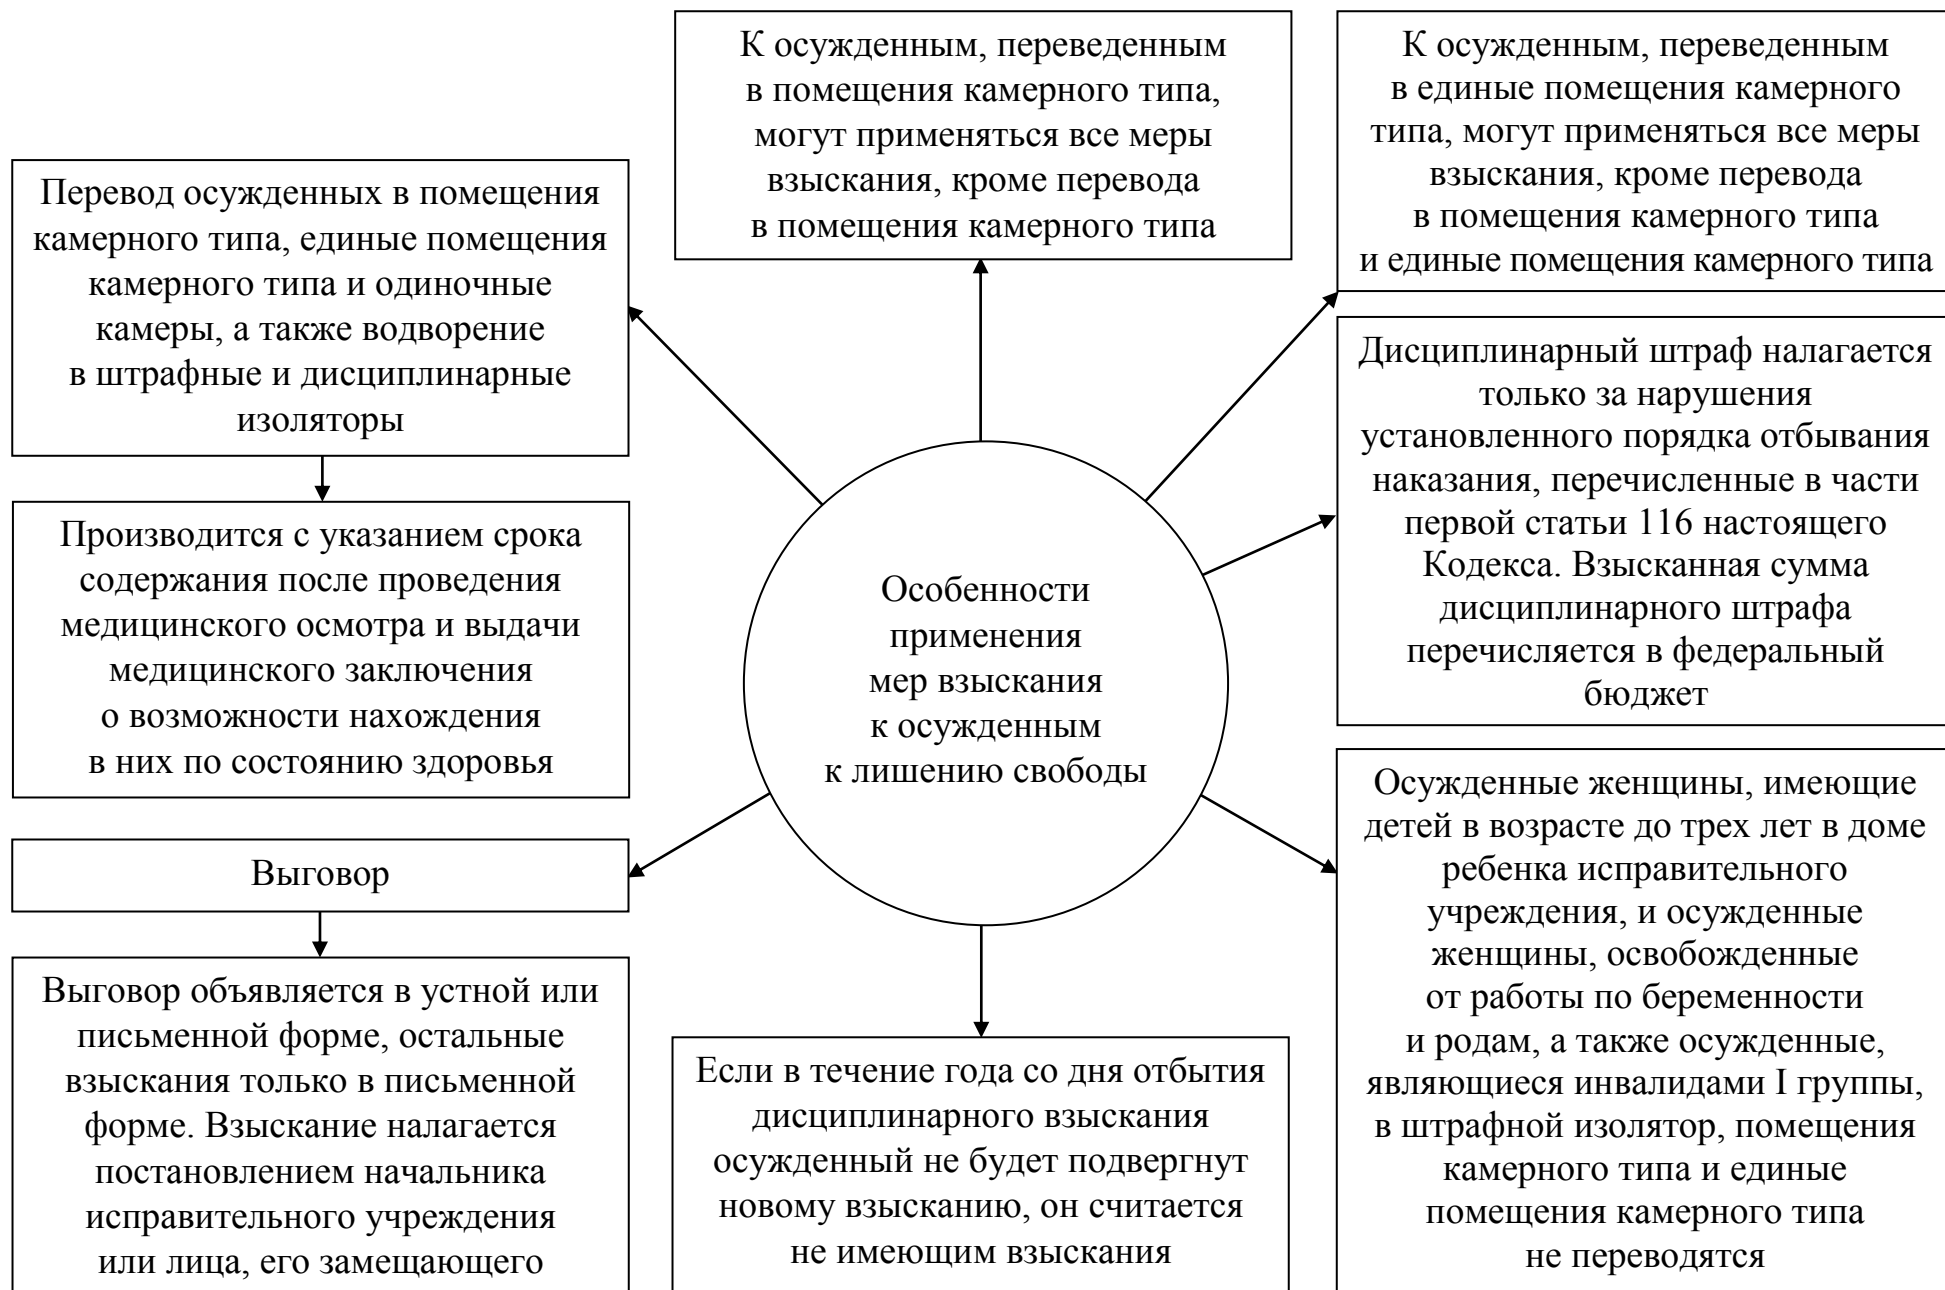 К осужденным, переведенным
в помещения камерного типа,
могут применяться все меры
взыскания, кроме перевода
в помещения камерного типа
К осужденным, переведенным
в единые помещения камерного
типа, могут применяться все меры
взыскания, кроме перевода
в помещения камерного типа
и единые помещения камерного типа
Перевод осужденных в помещения
камерного типа, единые помещения
камерного типа и одиночные
камеры, а также водворение
в штрафные и дисциплинарные
изоляторы
Дисциплинарный штраф налагается
только за нарушения
установленного порядка отбывания
наказания, перечисленные в части
первой статьи 116 настоящего
Кодекса. Взысканная сумма
дисциплинарного штрафа
перечисляется в федеральный
бюджет
Производится с указанием срока
содержания после проведения
медицинского осмотра и выдачи
медицинского заключения
о возможности нахождения
в них по состоянию здоровья
Особенности
применения
мер взыскания
к осужденным
к лишению свободы
Выговор
Выговор объявляется в устной или
письменной форме, остальные
взыскания только в письменной
форме. Взыскание налагается
постановлением начальника
исправительного учреждения
или лица, его замещающего
Если в течение года со дня отбытия
дисциплинарного взыскания
осужденный не будет подвергнут
новому взысканию, он считается
не имеющим взыскания
Осужденные женщины, имеющие
детей в возрасте до трех лет в доме
ребенка исправительного
учреждения, и осужденные
женщины, освобожденные
от работы по беременности
и родам, а также осужденные,
являющиеся инвалидами I группы,
в штрафной изолятор, помещения
камерного типа и единые
помещения камерного типа
не переводятся